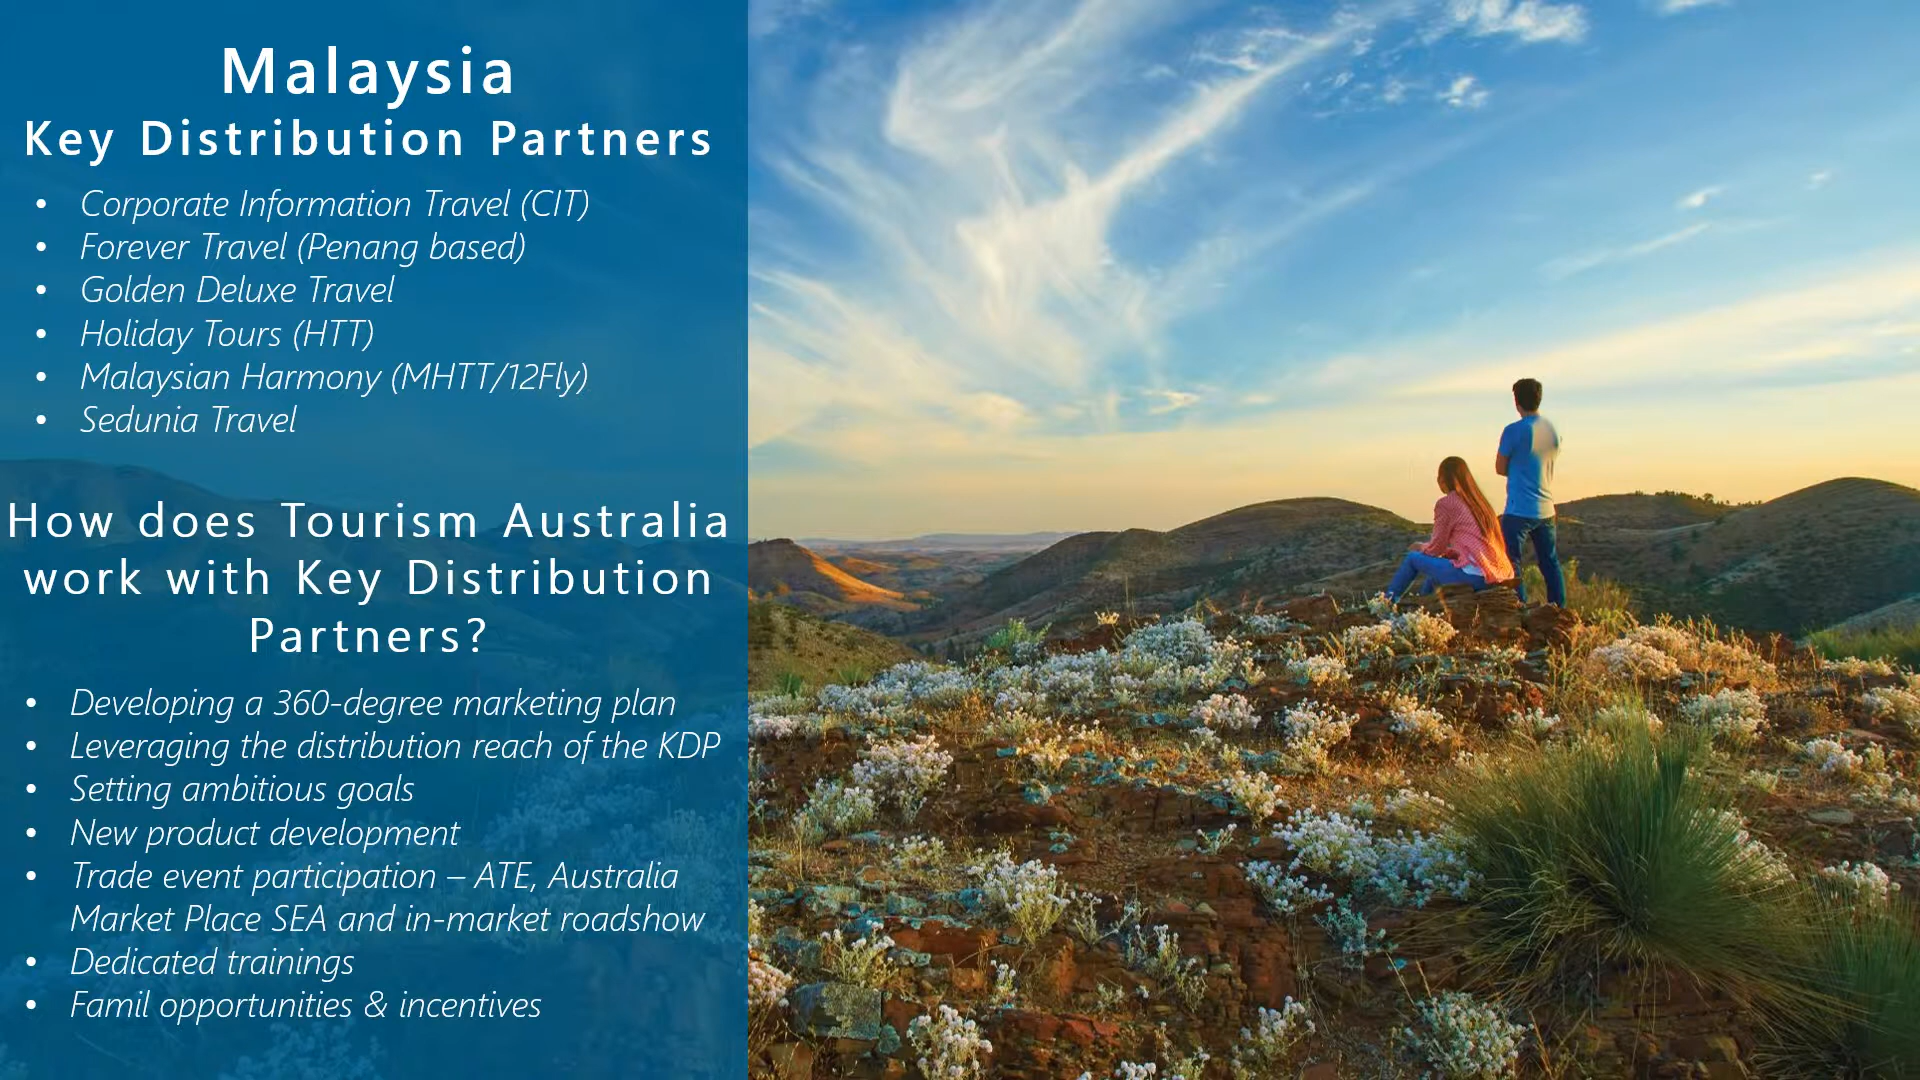 Malaysia
Key Distribution Partners
• Corporate Information Travel (CIT)
• Forever Travel (Penang based)
• Golden Deluxe Travel
• Holiday Tours (HTT)
• Malaysian Harmony (MHTT/12Fly)
• Sedunia Travel
How does Tourism Australia
work with Key Distribution
Partners?
• Developing a 360-degree marketing plan
• Leveraging the distribution reach of the KDP
• Setting ambitious goals
• New product development
• Trade event participation – ATE, Australia
Market Place SEA and in-market roadshow
• Dedicated trainings
• Famil opportunities & incentives